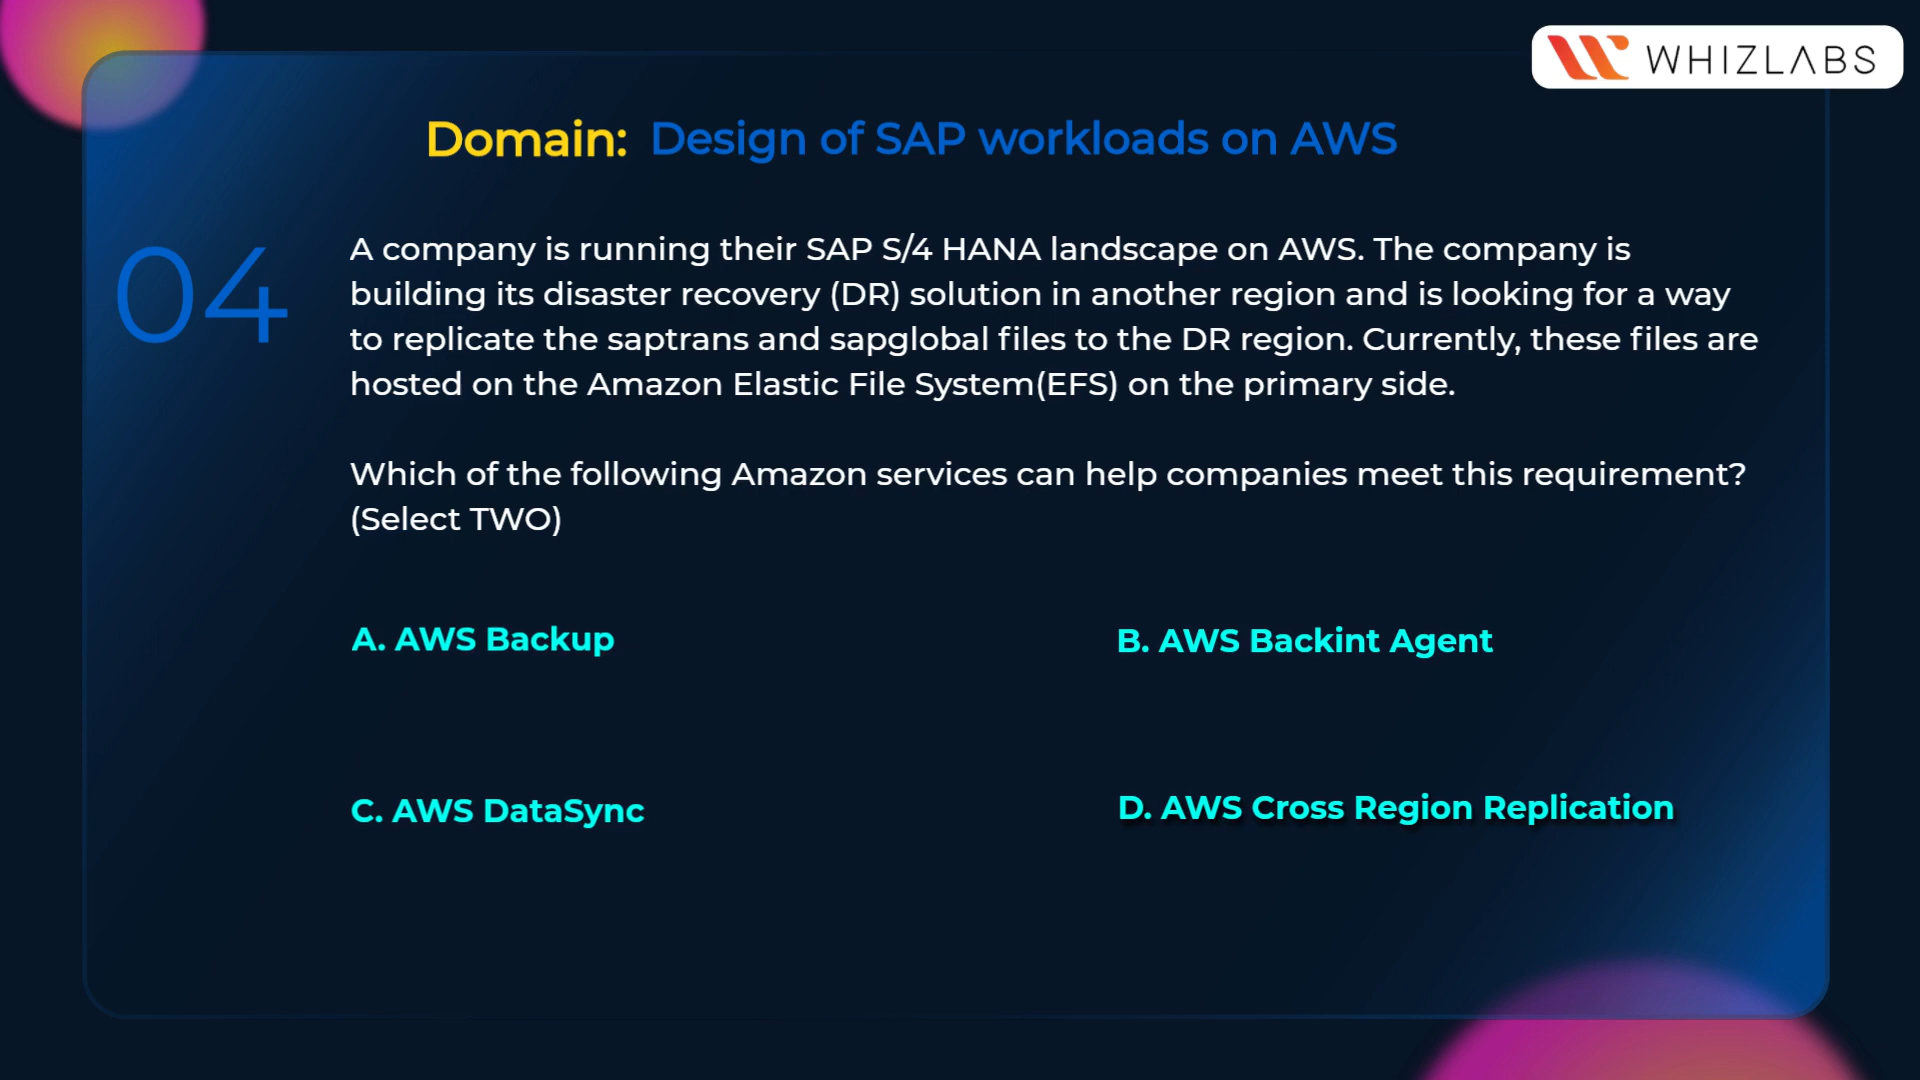 WHIZLABS
Domain: Design of SAP workloads on AWS
04
A company is running their SAP S/4 HANA landscape on AWS. The company is
building its disaster recovery (DR) solution in another region and is looking for a way
to replicate the saptrans and sapglobal files to the DR region. Currently, these files are
hosted on the Amazon Elastic File System(EFS) on the primary side.
Which of the following Amazon services can help companies meet this requirement?
(Select TWO)
A. AWS Backup
B. AWS Backint Agent
C. AWS DataSync
D. AWS Cross Region Replication